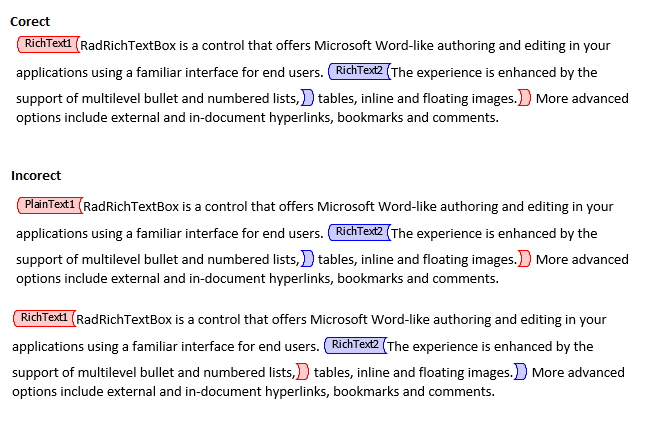 Corect
RichText1 RadRichTextBox is a control that offers Microsoft Word-like authoring and editing in your
applications using a familiar interface for end users. RichText2 The experience is enhanced by the
support of multilevel bullet and numbered lists, tables, inline and floating images. More advanced
options include external and in-document hyperlinks, bookmarks and comments.
Incorect
PlainText1 RadRichTextBox is a control that offers Microsoft Word-like authoring and editing in your
applications using a familiar interface for end users. RichText2 The experience is enhanced by the
support of multilevel bullet and numbered lists, tables, inline and floating images. More advanced
options include external and in-document hyperlinks, bookmarks and comments.
RichText1 RadRichTextBox is a control that offers Microsoft Word-like authoring and editing in your
applications using a familiar interface for end users. RichText2 The experience is enhanced by the
support of multilevel bullet and numbered lists, tables, inline and floating images. More advanced
options include external and in-document hyperlinks, bookmarks and comments.